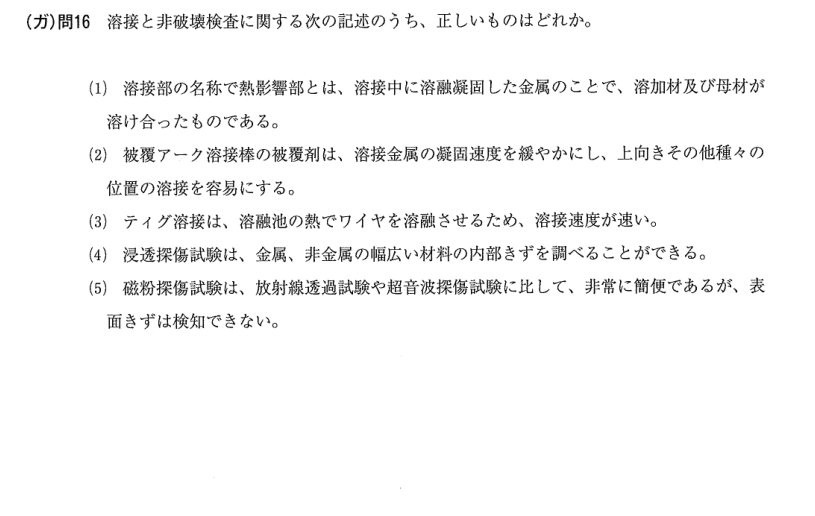 (ガ)問16 溶接と非破壊検査に関する次の記述のうち、正しいものはどれか。
(1) 溶接部の名称で熱影響部とは、溶接中に溶融凝固した金属のことで、溶加材及び母材が
溶け合ったものである。
(2) 被覆アーク溶接棒の被覆剤は、溶接金属の凝固速度を緩やかにし、上向きその他種々の
位置の溶接を容易にする。
(3) ティグ溶接は、溶融池の熱でワイヤを溶融させるため、溶接速度が速い。
(4) 浸透探傷試験は、金属、非金属の幅広い材料の内部きずを調べることができる。
(5) 磁粉探傷試験は、放射線透過試験や超音波探傷試験に比して、非常に簡便であるが、表
面きずは検知できない。